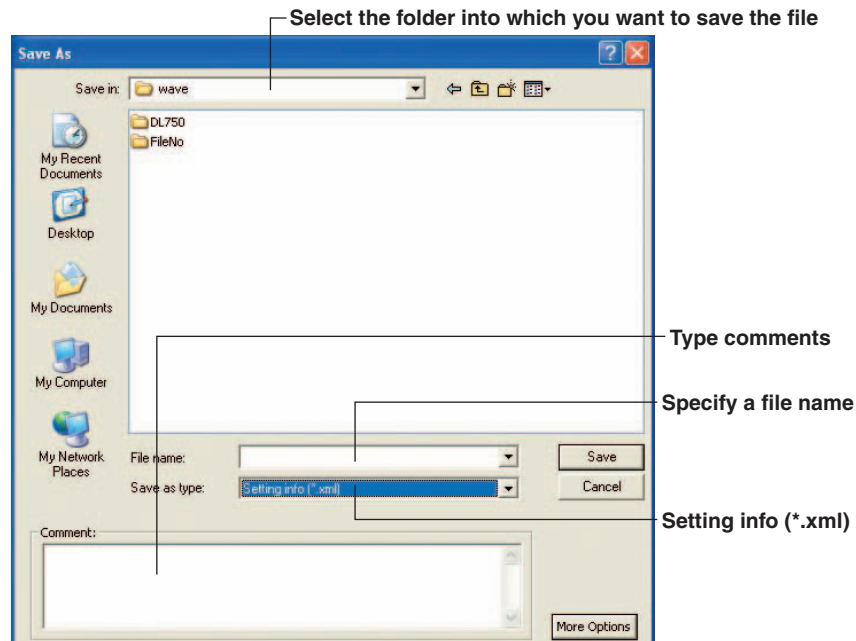 Select the folder into which you want to save the file
Save As
Save in:
wave
DL750
FileNo
My Recent
Documents
Desktop
My Documents
My Computer
My Network
Places
Type comments
Specify a file name
File name:
Save
Save as type:
Setting info (*.xml)
Cancel
Setting info (*.xml)
Comment:
More Options